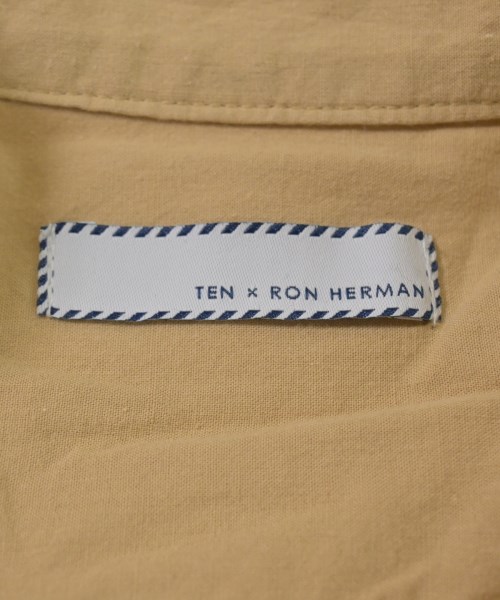 TEN × RON HERMAN